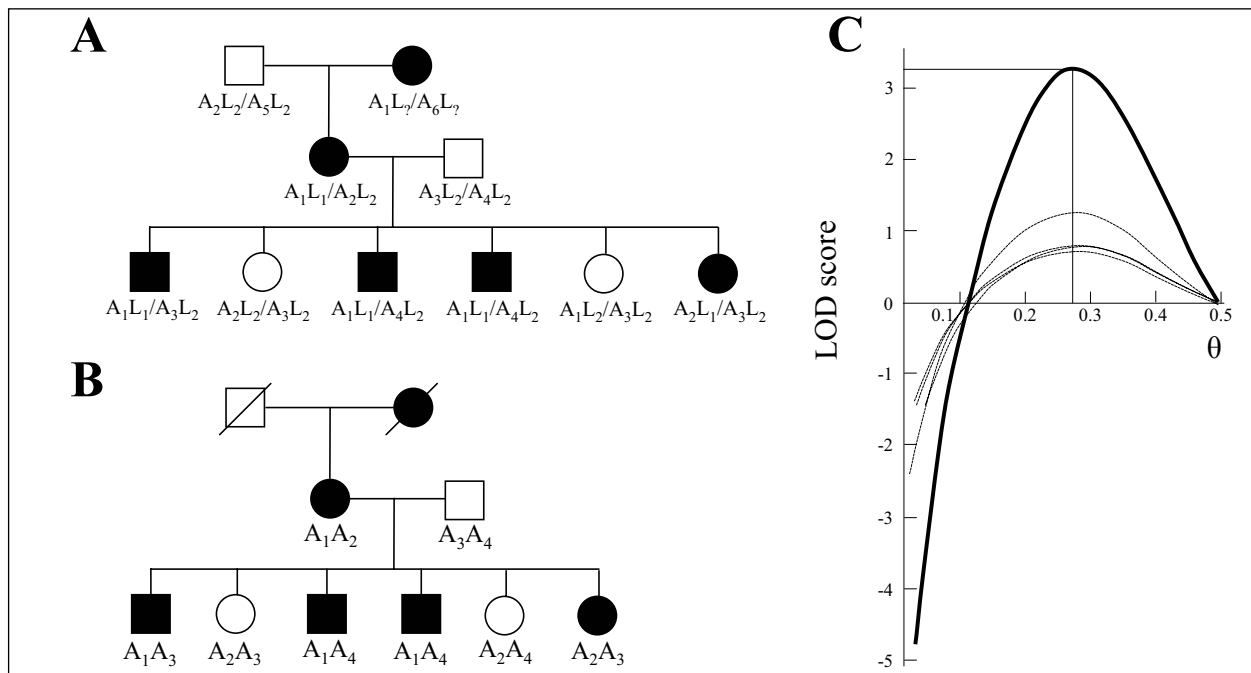 A
A₂L₂/A₅L₂ A₁L?/A₆L?
A₁L₁/A₂L₂ A₃L₂/A₄L₂
A₁L₁/A₃L₂ A₂L₂/A₃L₂ A₁L₁/A₄L₂ A₁L₁/A₄L₂ A₁L₂/A₃L₂ A₂L₁/A₃L₂
B
A₁A₂ A₃A₄
A₁A₃ A₂A₃ A₁A₄ A₁A₄ A₂A₄ A₂A₃
C
LOD score
3
2
1
0
-1
-2
-3
-4
-5
0.1 0.2 0.3 0.4 0.5
θ